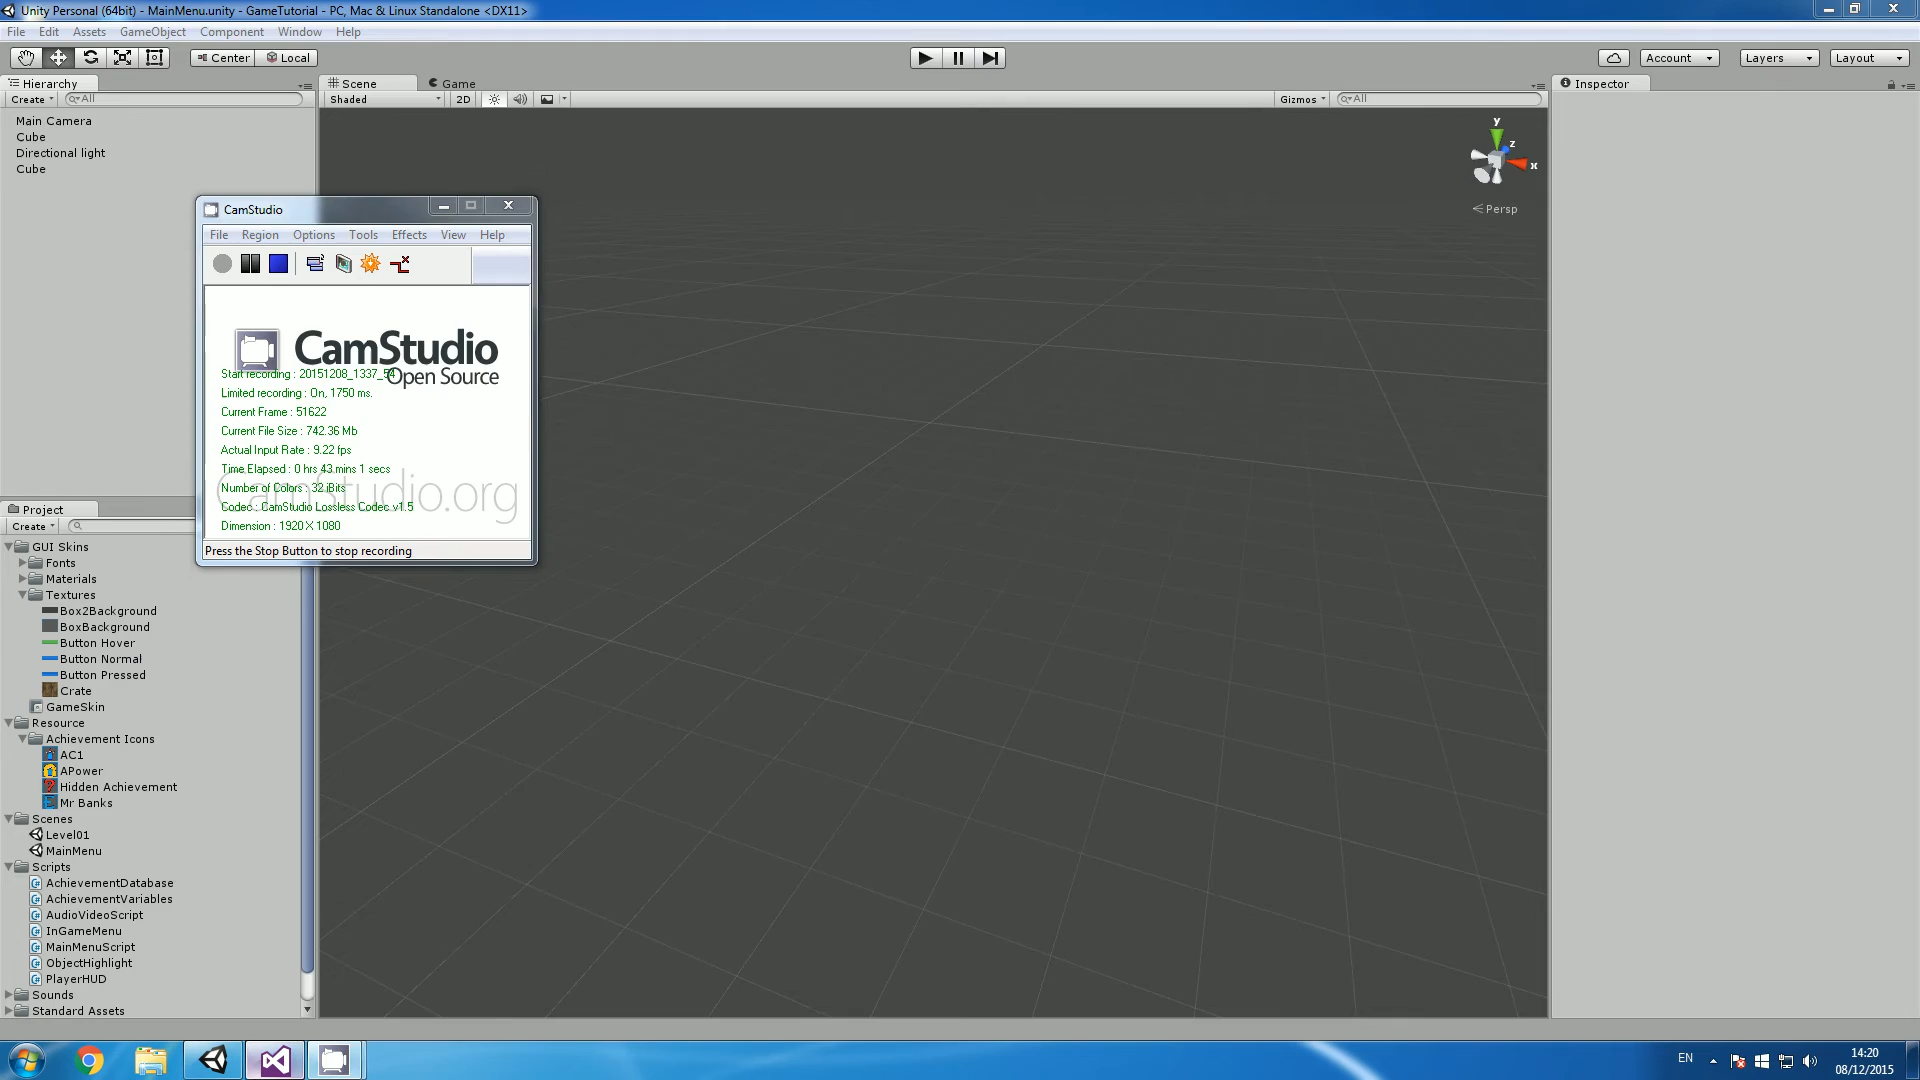 Unity Personal (64bit) - MainMenu.unity - GameTutorial - PC, Mac & Linux Standalone <DX11>
File Edit Assets GameObject Component Window Help
Center Local Account Layers Layout
Hierarchy
Create All
Main Camera
Cube
Directional light
Cube
Scene Game
Shaded 2D Gizmos All
y
z
x
Persp
Inspector
CamStudio
File Region Options Tools Effects View Help
CamStudio
Open Source
Start recording : 20151208_1337_54
Limited recording : On, 1750 ms.
Current Frame : 51622
Current File Size : 742.36 Mb
Actual Input Rate : 9.22 fps
Time Elapsed : 0 hrs 43 mins 1 secs
Number of Colors : 32 iBits
CamStudio.org
Codec : CamStudio Lossless Codec v1.5
Dimension : 1920 X 1080
Press the Stop Button to stop recording
Project
Create
GUI Skins
Fonts
Materials
Textures
Box2Background
BoxBackground
Button Hover
Button Normal
Button Pressed
Crate
GameSkin
Resource
Achievement Icons
AC1
APower
Hidden Achievement
Mr Banks
Scenes
Level01
MainMenu
Scripts
AchievementDatabase
AchievementVariables
AudioVideoScript
InGameMenu
MainMenuScript
ObjectHighlight
PlayerHUD
Sounds
Standard Assets
EN
14:20
08/12/2015